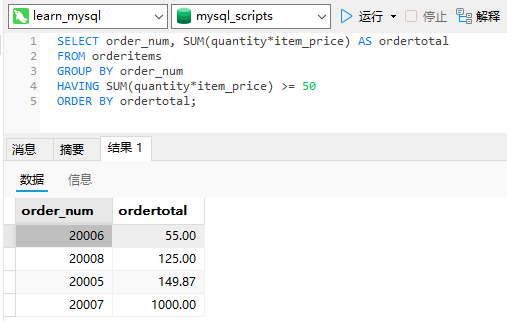 learn_mysql mysql_scripts 运行 停止 解释
1 SELECT order_num, SUM(quantity*item_price) AS ordertotal
2 FROM orderitems
3 GROUP BY order_num
4 HAVING SUM(quantity*item_price) >= 50
5 ORDER BY ordertotal;
消息 摘要 结果 1
数据 信息
order_num ordertotal
20006 55.00
20008 125.00
20005 149.87
20007 1000.00